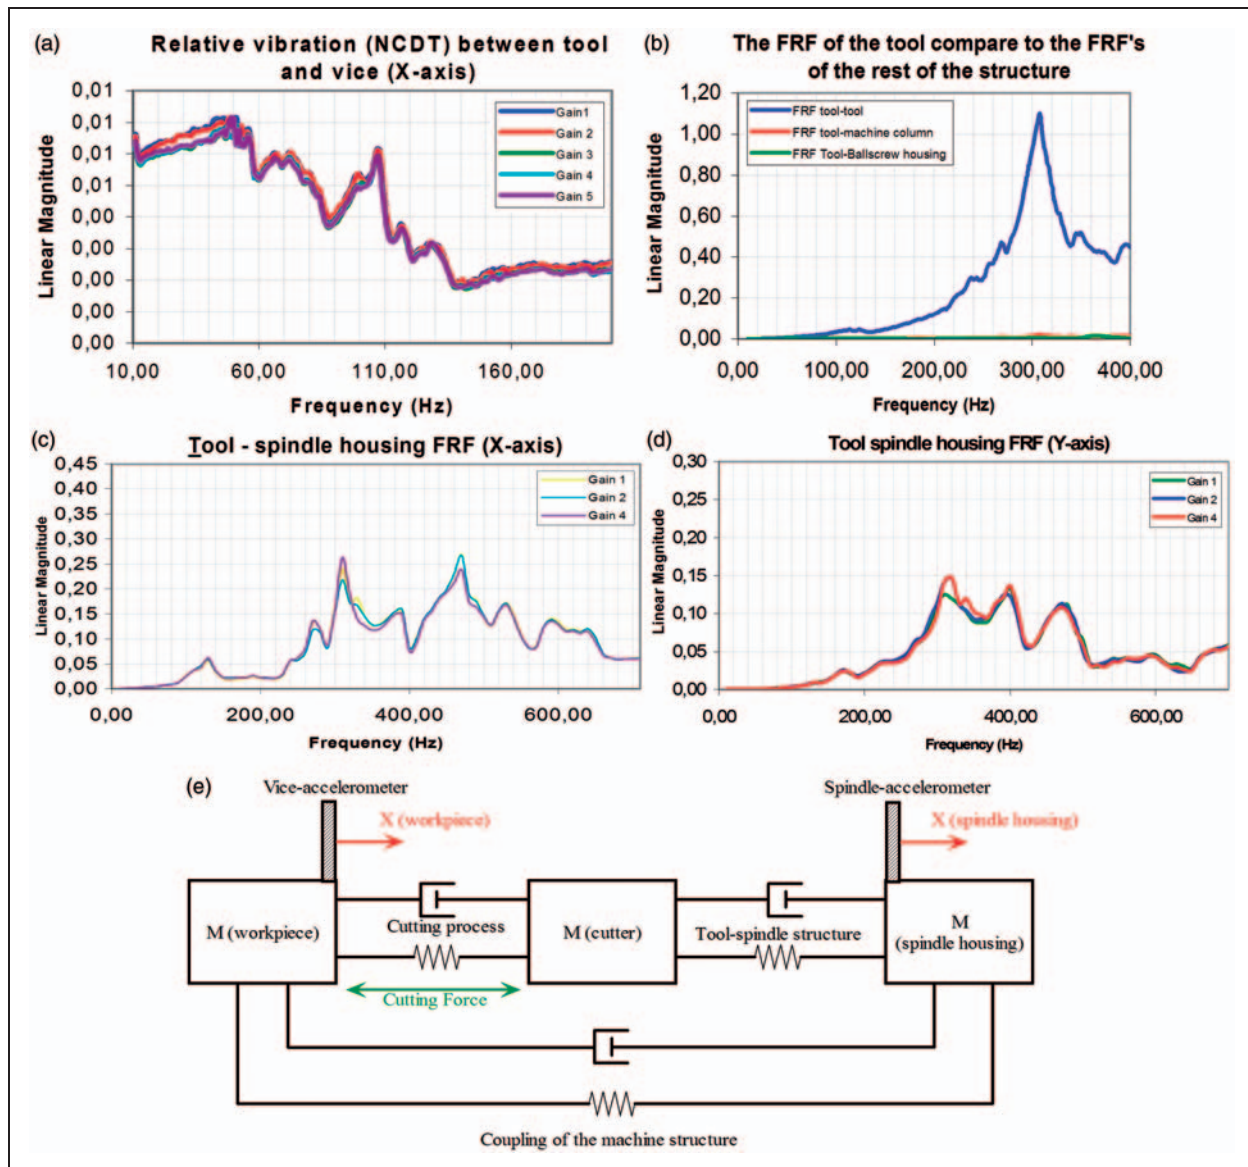 (a)
Relative vibration (NCDT) between tool
and vice (X-axis)
0,01
0,01
0,01
0,01
0,00
0,00
0,00
0,00
0,00
Linear Magnitude
Gain1
Gain 2
Gain 3
Gain 4
Gain 5
10,00 60,00 110,00 160,00
Frequency (Hz)
(b)
The FRF of the tool compare to the FRF's
of the rest of the structure
1,20
1,00
0,80
0,60
0,40
0,20
0,00
Linear Magnitude
FRF tool-tool
FRF tool-machine column
FRF Tool-Ballscrew housing
0,00 100,00 200,00 300,00 400,00
Frequency (Hz)
(c)
Tool - spindle housing FRF (X-axis)
0,45
0,40
0,35
0,30
0,25
0,20
0,15
0,10
0,05
0,00
Linear Magnitude
Gain 1
Gain 2
Gain 4
0,00 200,00 400,00 600,00
Frequency (Hz)
(d)
Tool spindle housing FRF (Y-axis)
0,30
0,25
0,20
0,15
0,10
0,05
0,00
Linear Magnitude
Gain 1
Gain 2
Gain 4
0,00 200,00 400,00 600,00
Frequency (Hz)
(e)
Vice-accelerometer
Spindle-accelerometer
X (workpiece)
X (spindle housing)
M (workpiece)
Cutting process
M (cutter)
Tool-spindle structure
M
(spindle housing)
Cutting Force
Coupling of the machine structure